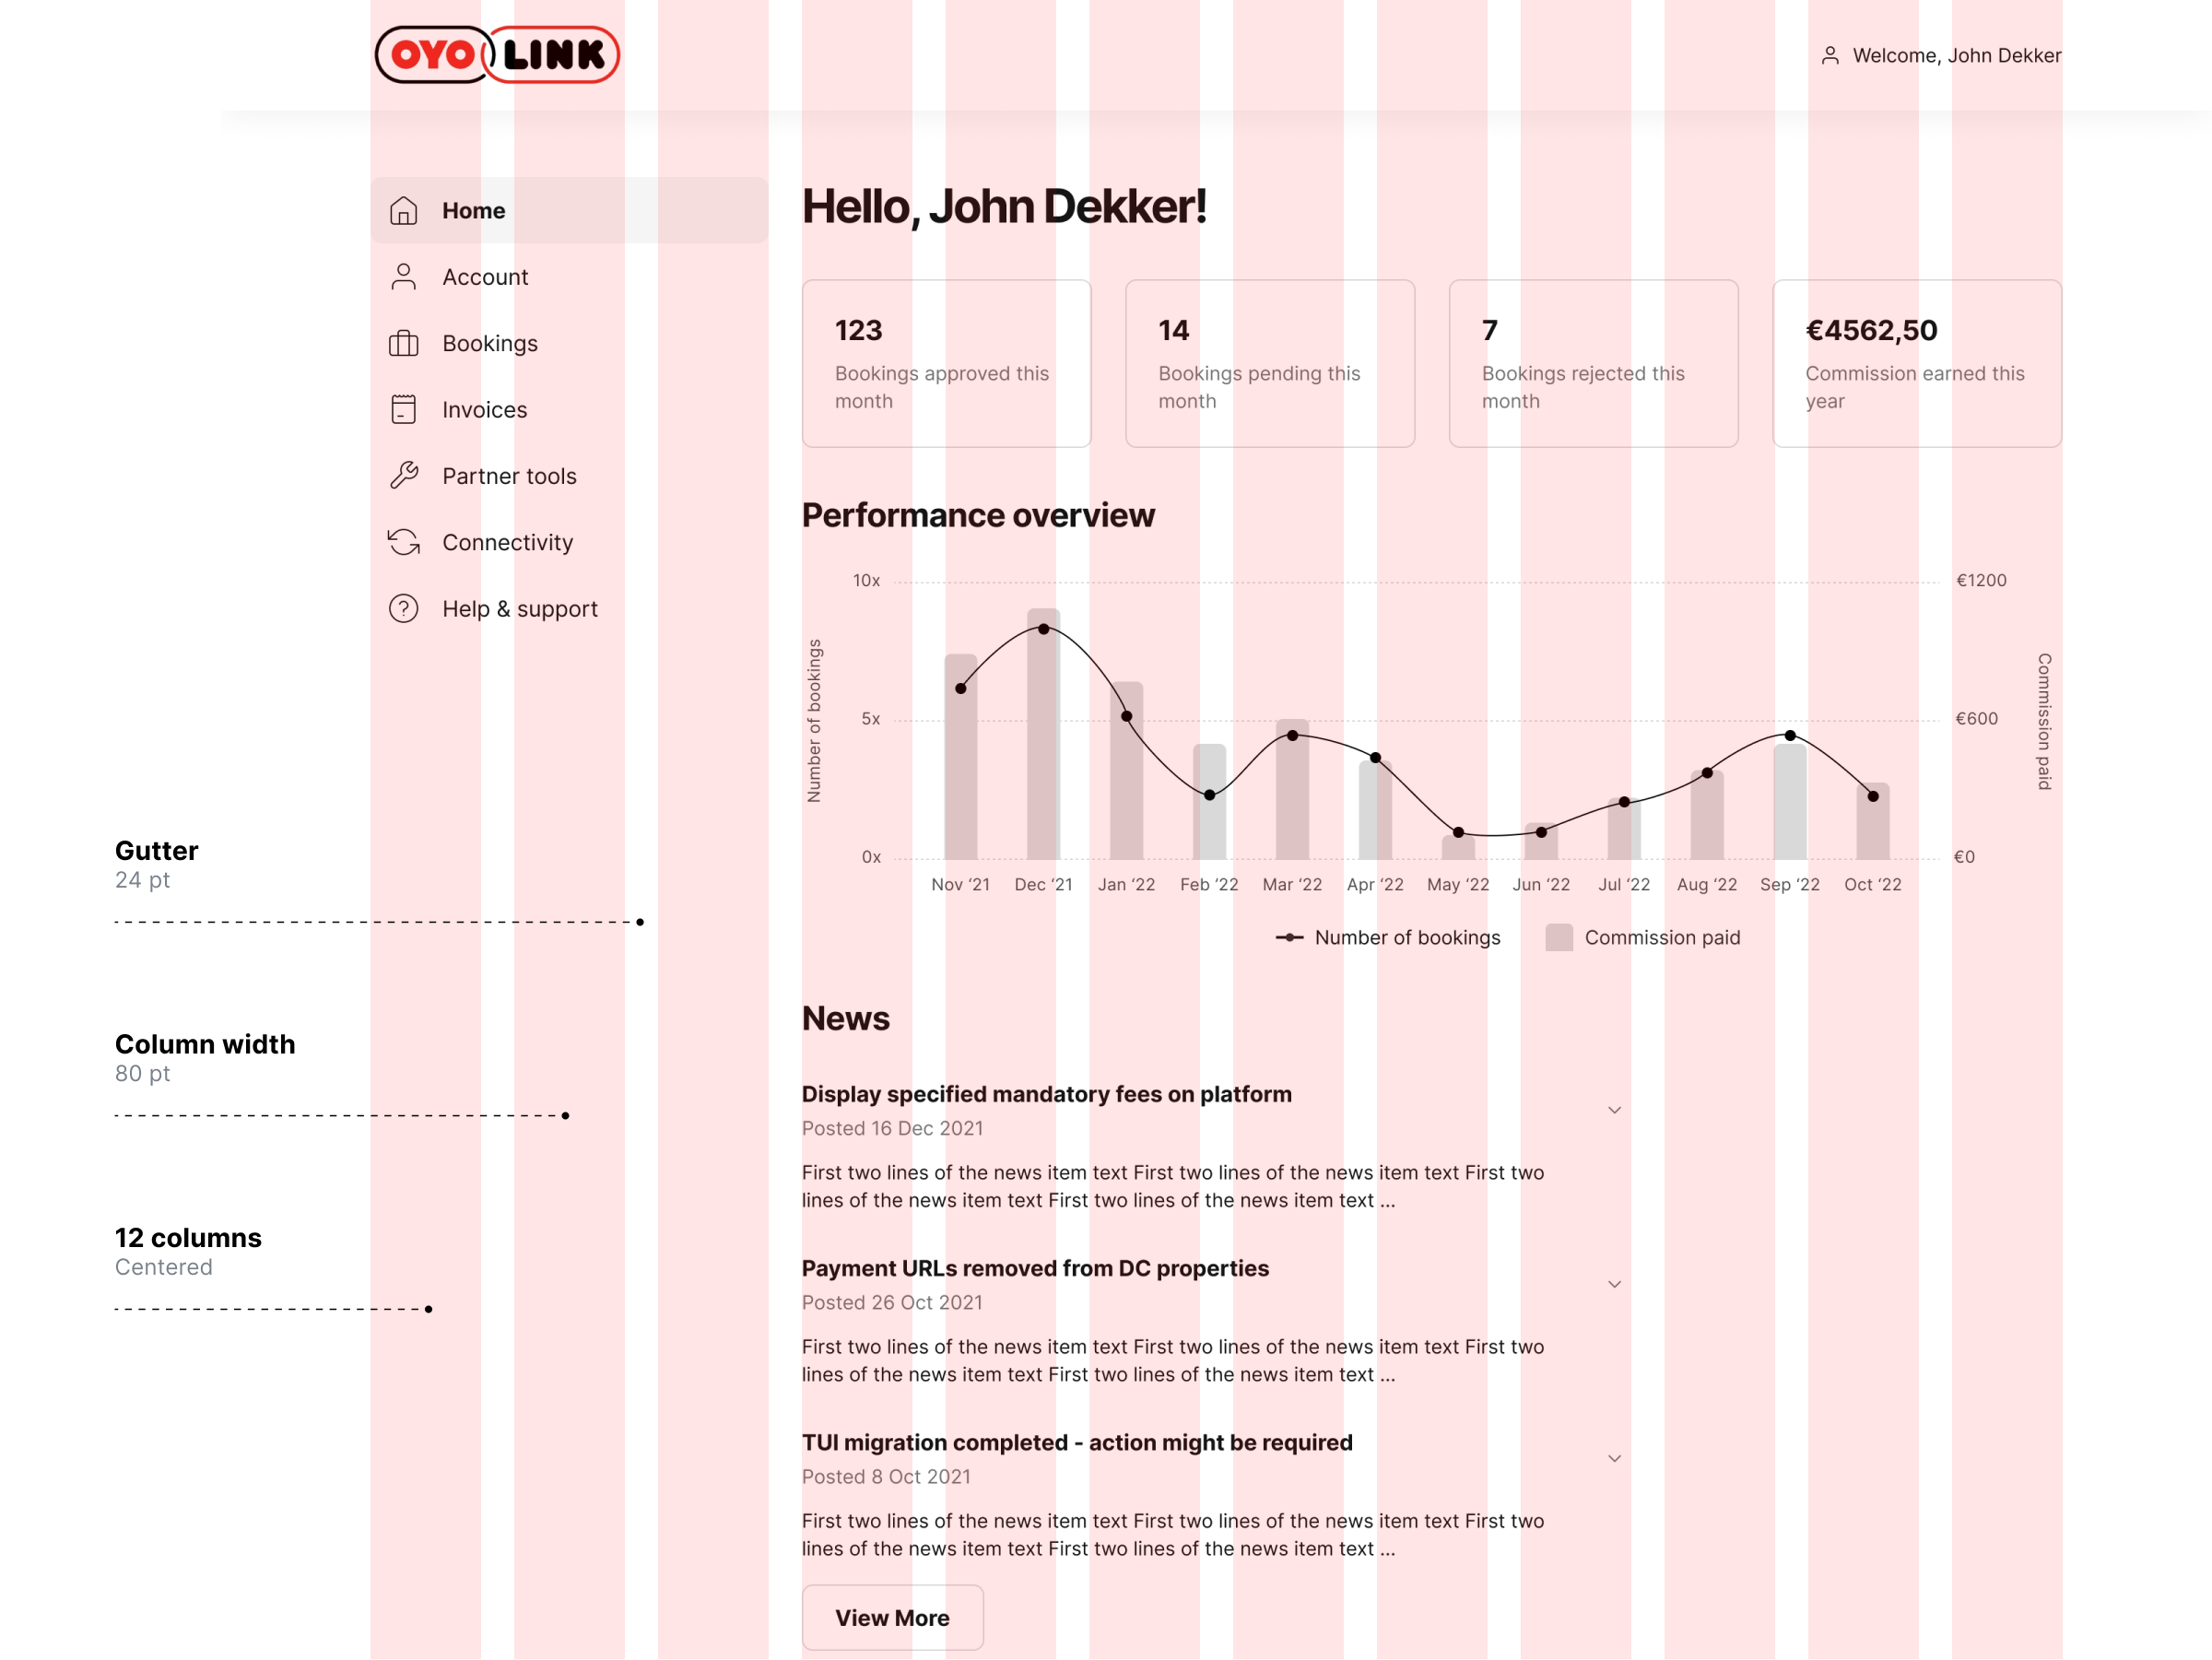 OYO LINK
Welcome, John Dekker
Home
Account
Bookings
Invoices
Partner tools
Connectivity
Help & support
Gutter
24 pt
Column width
80 pt
12 columns
Centered
Hello, John Dekker!
123
Bookings approved this
month
14
Bookings pending this
month
7
Bookings rejected this
month
€4562,50
Commission earned this
year
Performance overview
Number of bookings
10x
5x
0x
€1200
€600
€0
Commission paid
Nov ‘21 Dec ‘21 Jan ‘22 Feb ‘22 Mar ‘22 Apr ‘22 May ‘22 Jun ‘22 Jul ‘22 Aug ‘22 Sep ‘22 Oct ‘22
Number of bookings Commission paid
News
Display specified mandatory fees on platform
Posted 16 Dec 2021
First two lines of the news item text First two lines of the news item text First two
lines of the news item text First two lines of the news item text ...
Payment URLs removed from DC properties
Posted 26 Oct 2021
First two lines of the news item text First two lines of the news item text First two
lines of the news item text First two lines of the news item text ...
TUI migration completed - action might be required
Posted 8 Oct 2021
First two lines of the news item text First two lines of the news item text First two
lines of the news item text First two lines of the news item text ...
View More